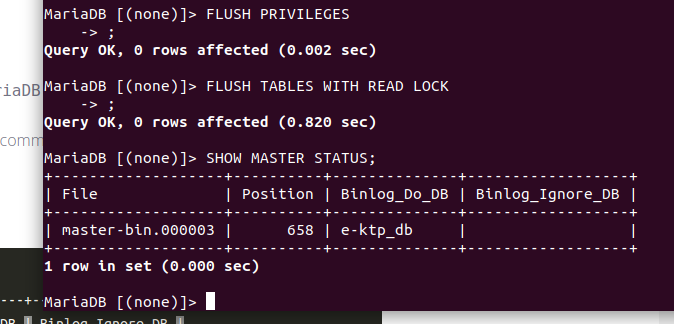 MariaDB [(none)]> FLUSH PRIVILEGES
    -> ;
Query OK, 0 rows affected (0.002 sec)
MariaDB [(none)]> FLUSH TABLES WITH READ LOCK
    -> ;
Query OK, 0 rows affected (0.820 sec)
MariaDB [(none)]> SHOW MASTER STATUS;
+-------------------+----------+--------------+------------------+
| File              | Position | Binlog_Do_DB | Binlog_Ignore_DB |
+-------------------+----------+--------------+------------------+
| master-bin.000003 |      658 | e-ktp_db     |                  |
+-------------------+----------+--------------+------------------+
1 row in set (0.000 sec)
MariaDB [(none)]>
riaDB
comm
---+--
DB | Binlog_Ignore_DB |